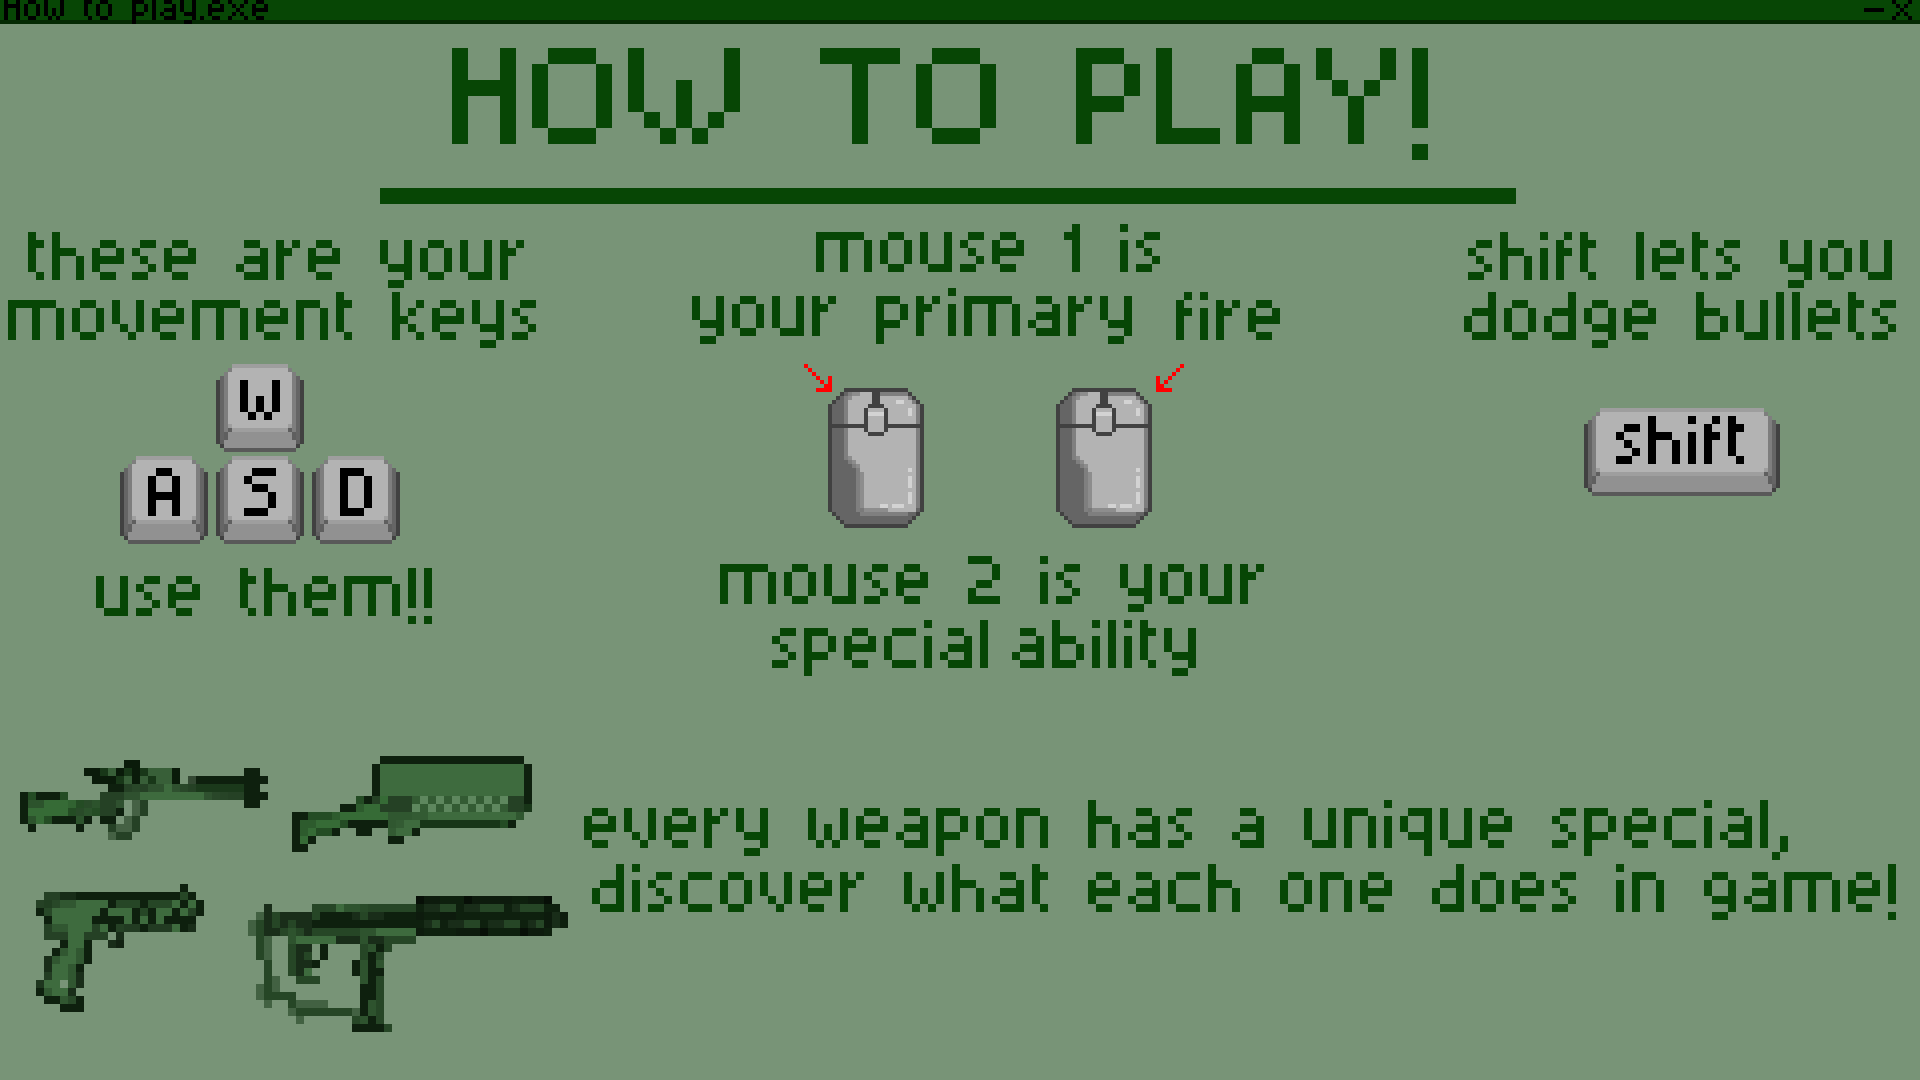 How to play.exe
HOW TO PLAY!
these are your
movement keys
W
A S D
use them!!
mouse 1 is
your primary fire
mouse 2 is your
special ability
shift lets you
dodge bullets
shift
every weapon has a unique special,
discover what each one does in game!